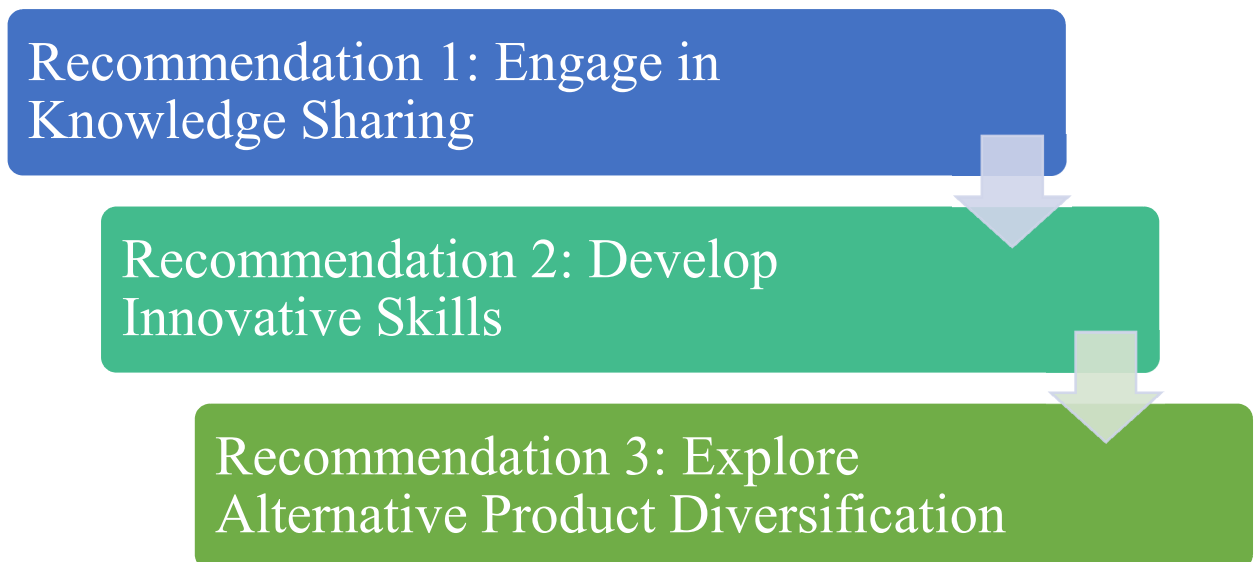 Recommendation 1: Engage in
Knowledge Sharing
Recommendation 2: Develop
Innovative Skills
Recommendation 3: Explore
Alternative Product Diversification